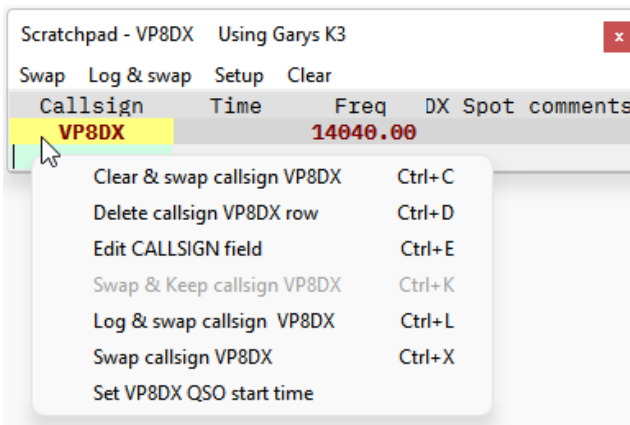 Scratchpad - VP8DX Using Garys K3 x
Swap Log & swap Setup Clear
Callsign Time Freq DX Spot comments
VP8DX 14040.00
Clear & swap callsign VP8DX Ctrl+C
Delete callsign VP8DX row Ctrl+D
Edit CALLSIGN field Ctrl+E
Swap & Keep callsign VP8DX Ctrl+K
Log & swap callsign VP8DX Ctrl+L
Swap callsign VP8DX Ctrl+X
Set VP8DX QSO start time